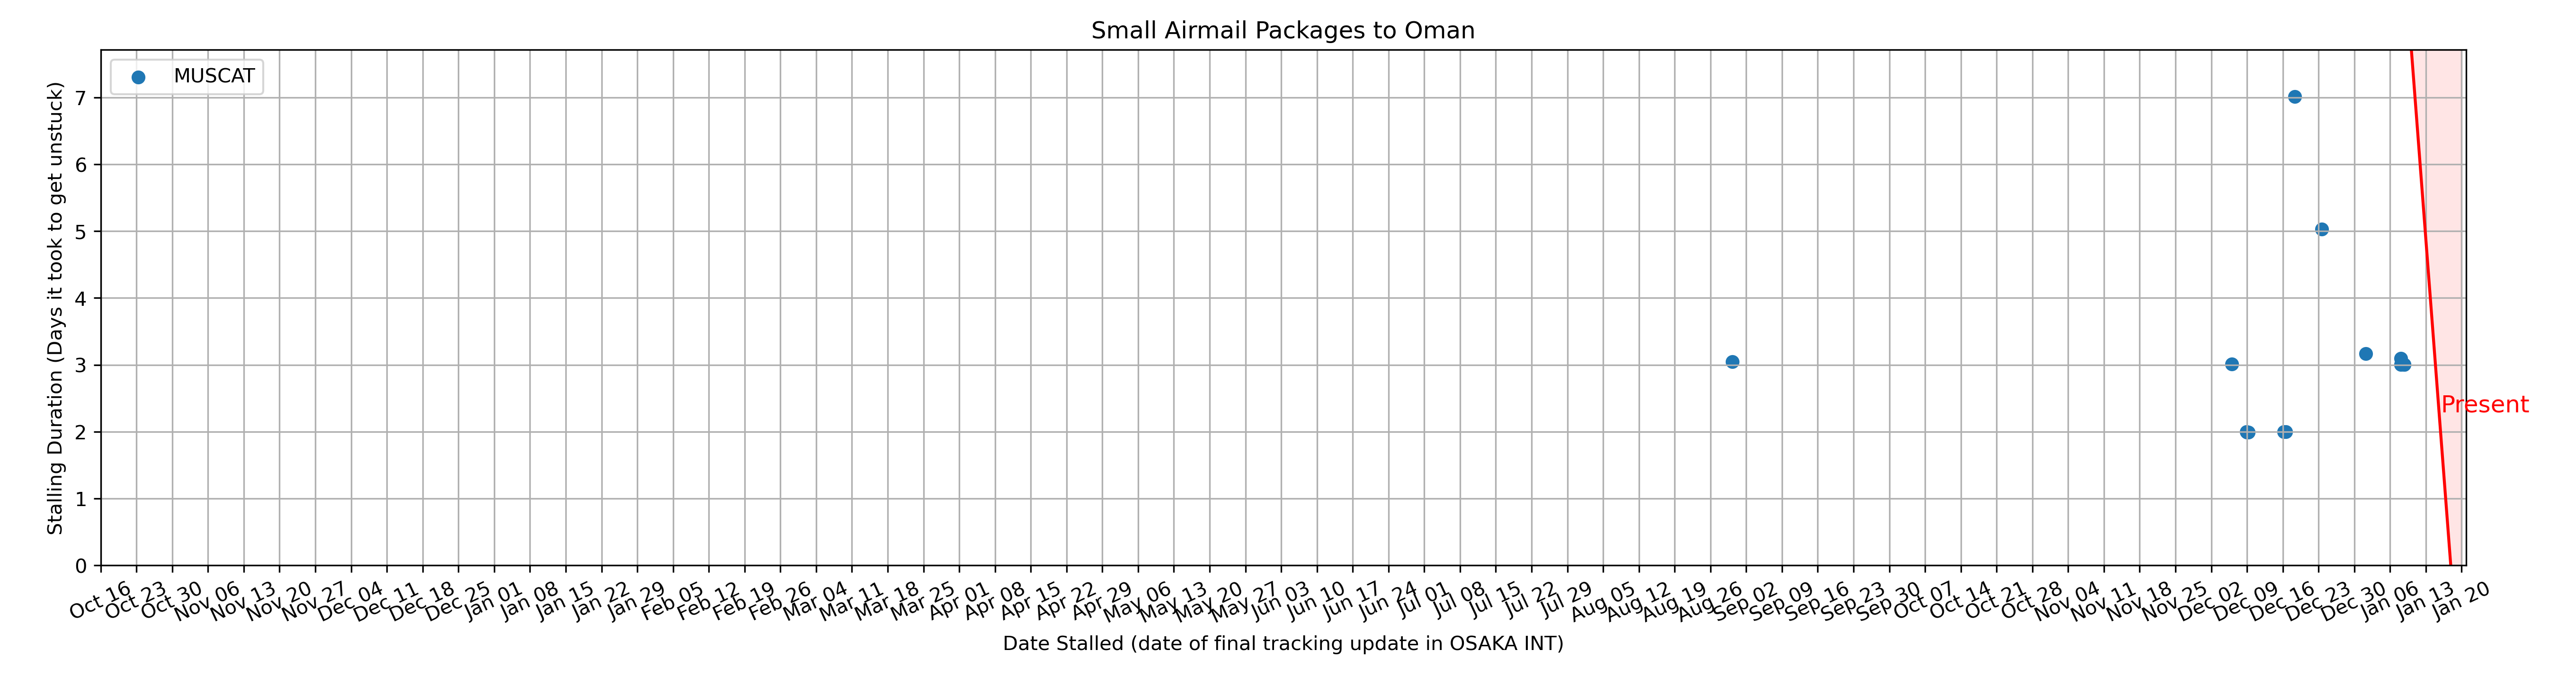 Small Airmail Packages to Oman
MUSCAT
Stalling Duration (Days it took to get unstuck)
7
6
5
4
3
2
1
0
Present
Oct 16
Oct 23
Oct 30
Nov 06
Nov 13
Nov 20
Nov 27
Dec 04
Dec 11
Dec 18
Dec 25
Jan 01
Jan 08
Jan 15
Jan 22
Jan 29
Feb 05
Feb 12
Feb 19
Feb 26
Mar 04
Mar 11
Mar 18
Mar 25
Apr 01
Apr 08
Apr 15
Apr 22
Apr 29
May 06
May 13
May 20
May 27
Jun 03
Jun 10
Jun 17
Jun 24
Jul 01
Jul 08
Jul 15
Jul 22
Jul 29
Aug 05
Aug 12
Aug 19
Aug 26
Sep 02
Sep 09
Sep 16
Sep 23
Sep 30
Oct 07
Oct 14
Oct 21
Oct 28
Nov 04
Nov 11
Nov 18
Nov 25
Dec 02
Dec 09
Dec 16
Dec 23
Dec 30
Jan 06
Jan 13
Jan 20
Date Stalled (date of final tracking update in OSAKA INT)